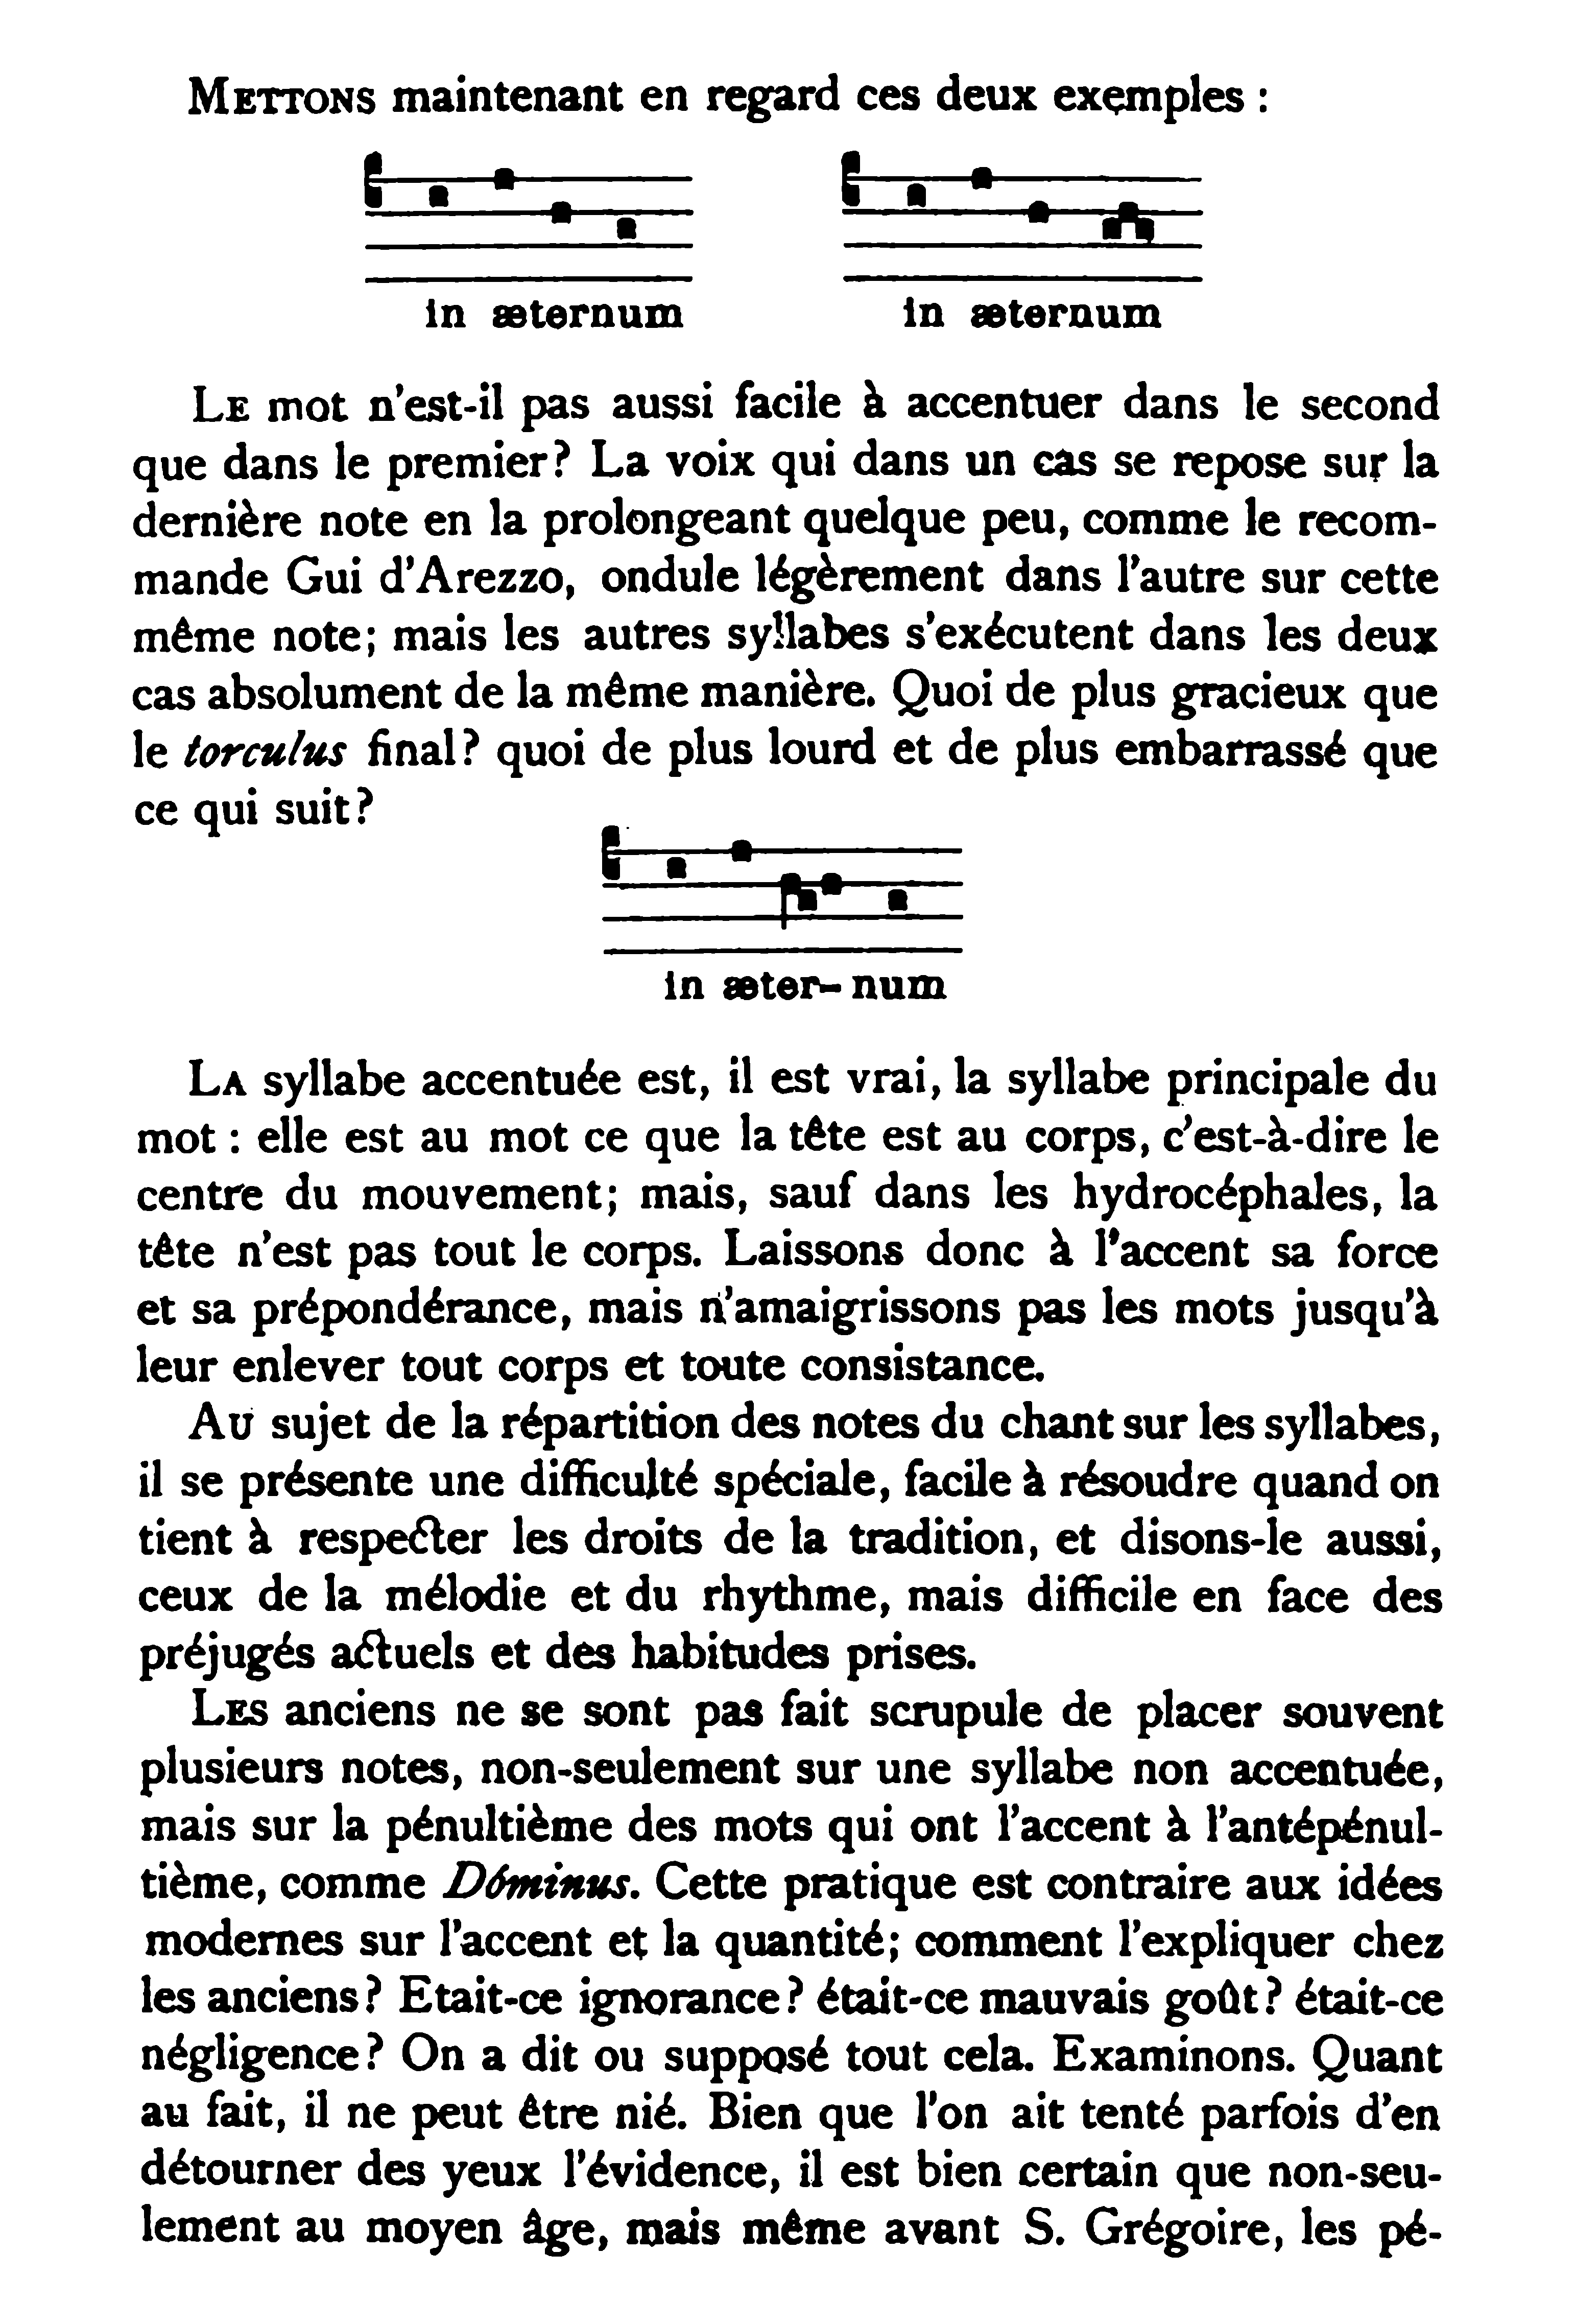 METTONS maintenant en regard ces deux exemples :
in æternum in æternum
LE mot n'est-il pas aussi facile à accentuer dans le second
que dans le premier? La voix qui dans un cas se repose sur la
dernière note en la prolongeant quelque peu, comme le recom-
mande Gui d'Arezzo, ondule légèrement dans l'autre sur cette
même note; mais les autres syllabes s'exécutent dans les deux
cas absolument de la même manière. Quoi de plus gracieux que
le torculus final? quoi de plus lourd et de plus embarrassé que
ce qui suit?
in æter- num
LA syllabe accentuée est, il est vrai, la syllabe principale du
mot : elle est au mot ce que la tête est au corps, c'est-à-dire le
centre du mouvement; mais, sauf dans les hydrocéphales, la
tête n'est pas tout le corps. Laissons donc à l'accent sa force
et sa prépondérance, mais n'amaigrissons pas les mots jusqu'à
leur enlever tout corps et toute consistance.
AU sujet de la répartition des notes du chant sur les syllabes,
il se présente une difficulté spéciale, facile à résoudre quand on
tient à respecter les droits de la tradition, et disons-le aussi,
ceux de la mélodie et du rhythme, mais difficile en face des
préjugés actuels et des habitudes prises.
LES anciens ne se sont pas fait scrupule de placer souvent
plusieurs notes, non-seulement sur une syllabe non accentuée,
mais sur la pénultième des mots qui ont l'accent à l'antépénul-
tième, comme Dóminus. Cette pratique est contraire aux idées
modernes sur l'accent et la quantité; comment l'expliquer chez
les anciens? Etait-ce ignorance? était-ce mauvais goût? était-ce
négligence? On a dit ou supposé tout cela. Examinons. Quant
au fait, il ne peut être nié. Bien que l'on ait tenté parfois d'en
détourner des yeux l'évidence, il est bien certain que non-seu-
lement au moyen âge, mais même avant S. Grégoire, les pé-